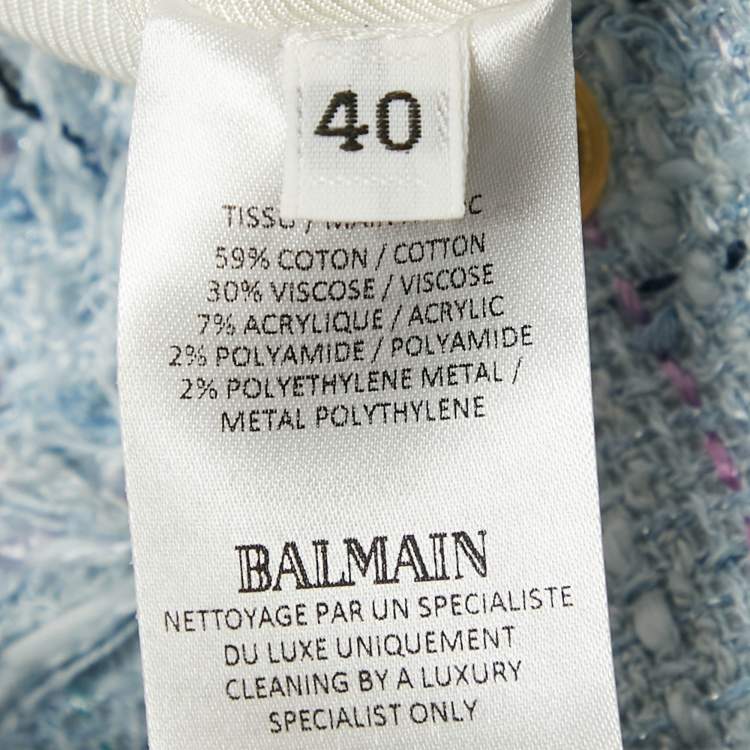 40
TISSU /
59% COTON / COTTON
30% VISCOSE / VISCOSE
7% ACRYLIQUE / ACRYLIC
2% POLYAMIDE / POLYAMIDE
2% POLYETHYLENE METAL /
METAL POLYTHYLENE
BALMAIN
NETTOYAGE PAR UN SPECIALISTE
DU LUXE UNIQUEMENT
CLEANING BY A LUXURY
SPECIALIST ONLY